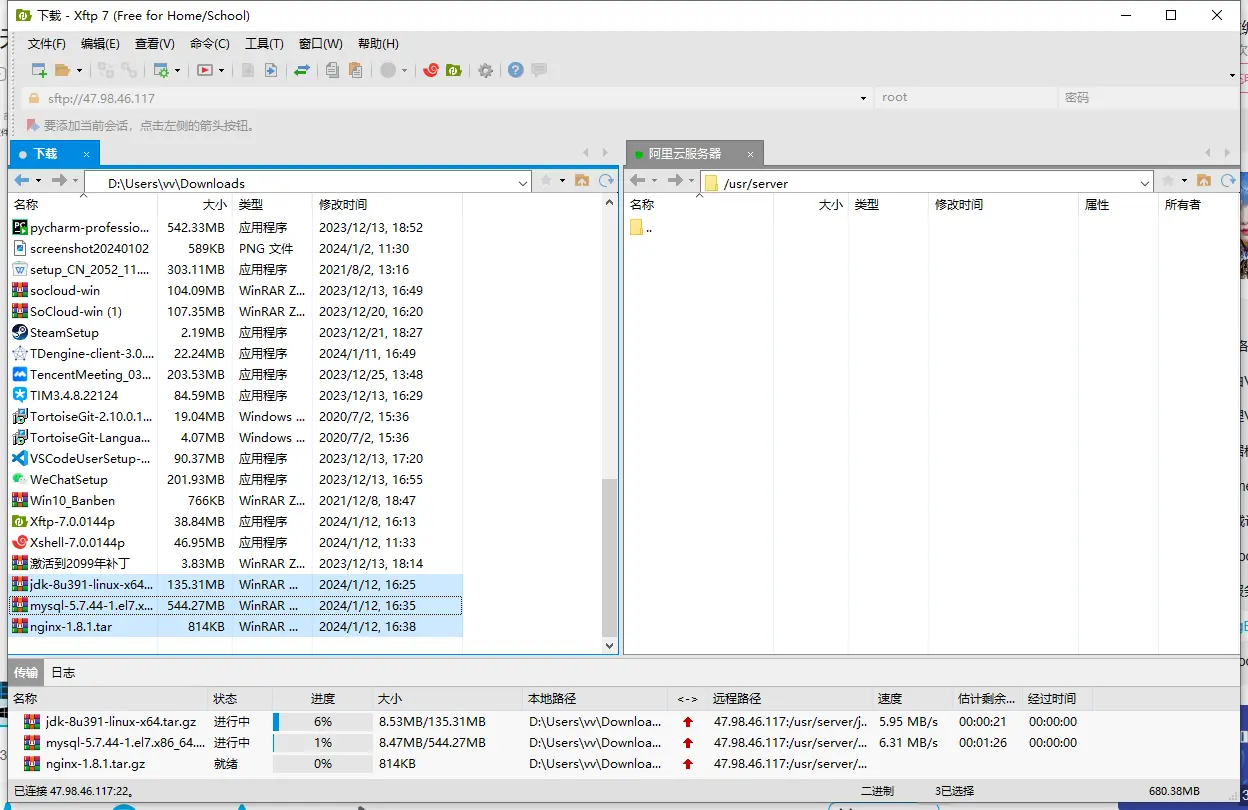 下载 - Xftp 7 (Free for Home/School)
文件(F) 编辑(E) 查看(V) 命令(C) 工具(T) 窗口(W) 帮助(H)
sftp://47.98.46.117 root 密码
要添加当前会话，点击左侧的箭头按钮。
下载 × 阿里云服务器 ×
D:\Users\vv\Downloads /usr/server
名称 大小 类型 修改时间 名称 大小 类型 修改时间 属性 所有者
pycharm-professio... 542.33MB 应用程序 2023/12/13, 18:52 ..
screenshot20240102 589KB PNG 文件 2024/1/2, 11:30
setup_CN_2052_11.... 303.11MB 应用程序 2021/8/2, 13:16
socloud-win 104.09MB WinRAR Z... 2023/12/13, 16:49
SoCloud-win (1) 107.35MB WinRAR Z... 2023/12/20, 16:20
SteamSetup 2.19MB 应用程序 2023/12/21, 18:27
TDengine-client-3.0.... 22.24MB 应用程序 2024/1/11, 16:49
TencentMeeting_03... 203.53MB 应用程序 2023/12/25, 13:48
TIM3.4.8.22124 84.59MB 应用程序 2023/12/13, 16:29
TortoiseGit-2.10.0.1... 19.04MB Windows ... 2020/7/2, 15:36
TortoiseGit-Langua... 4.07MB Windows ... 2020/7/2, 15:36
VSCodeUserSetup-... 90.37MB 应用程序 2023/12/13, 17:20
WeChatSetup 201.93MB 应用程序 2023/12/13, 16:55
Win10_Banben 766KB WinRAR Z... 2021/12/8, 18:47
Xftp-7.0.0144p 38.84MB 应用程序 2024/1/12, 16:13
Xshell-7.0.0144p 46.95MB 应用程序 2024/1/12, 11:33
激活到2099年补丁 3.83MB WinRAR Z... 2023/12/13, 18:14
jdk-8u391-linux-x64... 135.31MB WinRAR ... 2024/1/12, 16:25
mysql-5.7.44-1.el7.x... 544.27MB WinRAR ... 2024/1/12, 16:35
nginx-1.8.1.tar 814KB WinRAR ... 2024/1/12, 16:38
传输 日志
名称 状态 进度 大小 本地路径 <-> 远程路径 速度 估计剩余... 经过时间
jdk-8u391-linux-x64.tar.gz 进行中 6% 8.53MB/135.31MB D:\Users\vv\Downloa... 47.98.46.117:/usr/server/j... 5.95 MB/s 00:00:21 00:00:00
mysql-5.7.44-1.el7.x86_64.... 进行中 1% 8.47MB/544.27MB D:\Users\vv\Downloa... 47.98.46.117:/usr/server/... 6.31 MB/s 00:01:26 00:00:00
nginx-1.8.1.tar.gz 就绪 0% 814KB D:\Users\vv\Downloa... 47.98.46.117:/usr/server/...
已连接 47.98.46.117:22。 二进制 3已选择 680.38MB